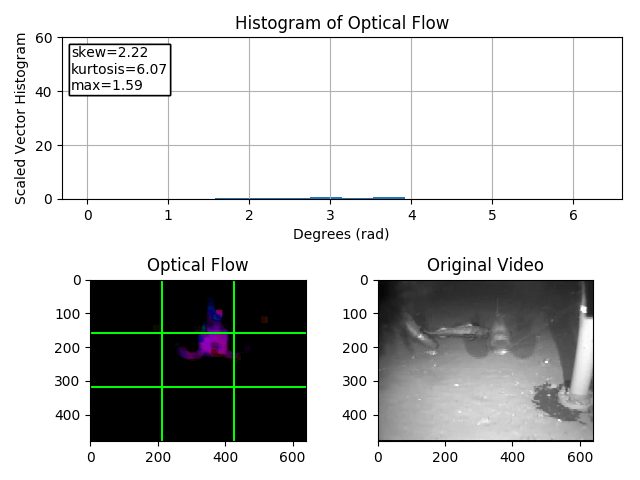 Histogram of Optical Flow
Scaled Vector Histogram
60
40
20
0
skew=2.22
kurtosis=6.07
max=1.59
0 1 2 3 4 5 6
Degrees (rad)
Optical Flow
0
100
200
300
400
0 200 400 600
Original Video
0
100
200
300
400
0 200 400 600